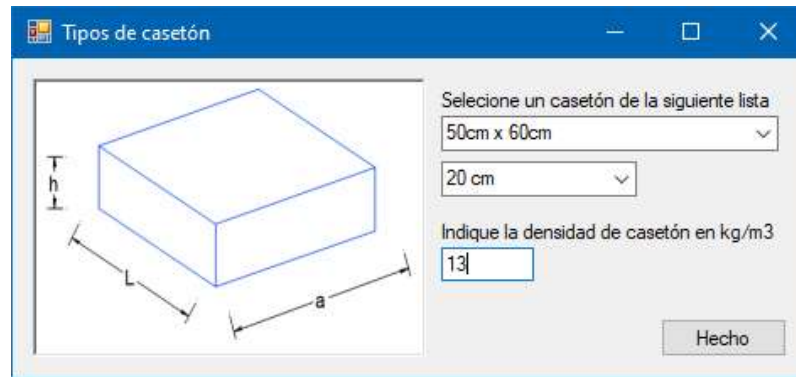 Tipos de casetón
Selecione un casetón de la siguiente lista
50cm x 60cm
20 cm
h
Indique la densidad de casetón en kg/m3
13
L
a
Hecho